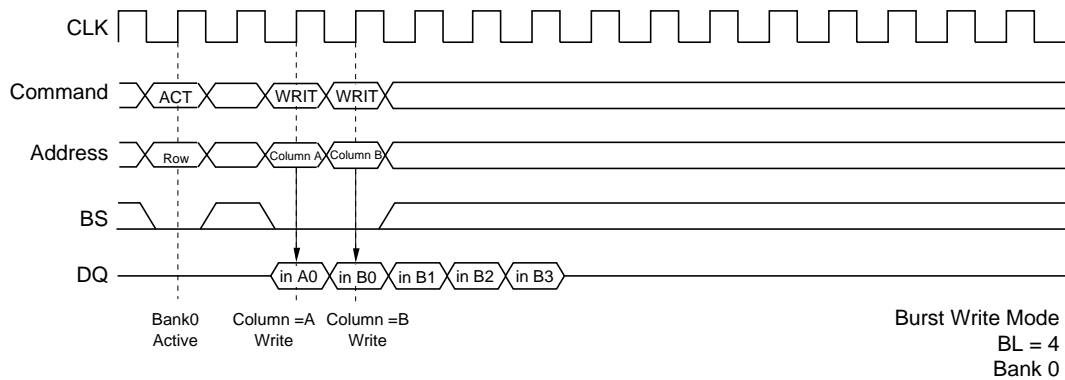 CLK
Command
ACT
WRIT
WRIT
Address
Row
Column A
Column B
BS
DQ
in A0
in B0
in B1
in B2
in B3
Bank0
Active
Column =A
Write
Column =B
Write
Burst Write Mode
BL = 4
Bank 0